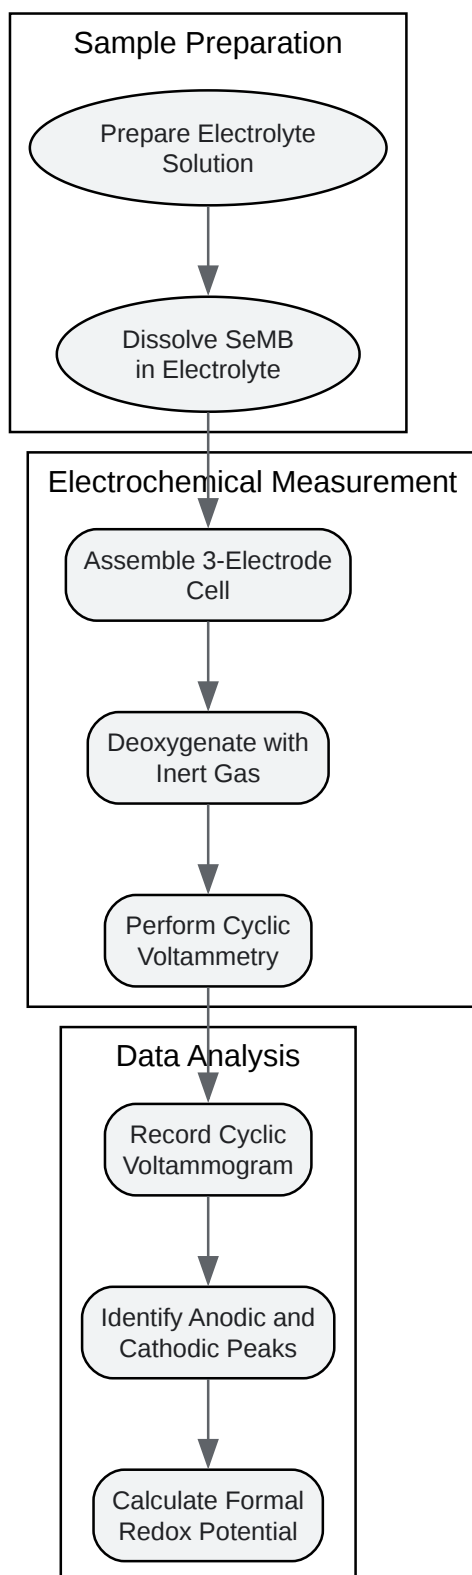 Sample Preparation
Prepare Electrolyte
Solution
Dissolve SeMB
in Electrolyte
Electrochemical Measurement
Assemble 3-Electrode
Cell
Deoxygenate with
Inert Gas
Perform Cyclic
Voltammetry
Data Analysis
Record Cyclic
Voltammogram
Identify Anodic and
Cathodic Peaks
Calculate Formal
Redox Potential